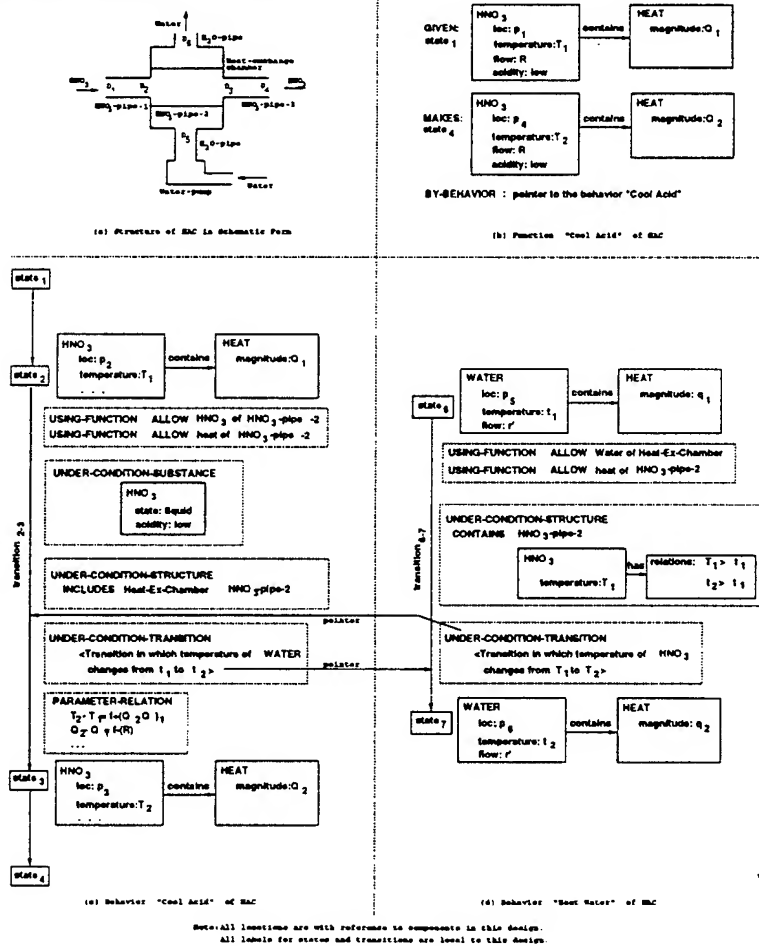 Water
p6 H2O-pipe
Heat-exchange
chamber
HNO3
p1 p2 p3 p4
HNO3-pipe-1 HNO3-pipe-2 HNO3-pipe-3
p5 H2O-pipe
Water
Water-pump
(a) Structure of NAC in Schematic Form
GIVEN:
state 1
HNO3
loc: p1
temperature:T1
flow: R
acidity: low
contains
HEAT
magnitude:Q1
MAKES:
state 4
HNO3
loc: p4
temperature:T2
flow: R
acidity: low
contains
HEAT
magnitude:Q2
BY-BEHAVIOR : pointer to the behavior "Cool Acid"
(b) Function "Cool Acid" of NAC
state 1
state 2
HNO3
loc: p2
temperature:T1
. . .
contains
HEAT
magnitude:Q1
USING-FUNCTION ALLOW HNO3 of HNO3-pipe -2
USING-FUNCTION ALLOW heat of HNO3-pipe -2
UNDER-CONDITION-SUBSTANCE
HNO3
state: liquid
acidity: low
transition 2-3
UNDER-CONDITION-STRUCTURE
INCLUDES Heat-Ex-Chamber HNO3-pipe-2
pointer
UNDER-CONDITION-TRANSITION
<Transition in which temperature of WATER
changes from t1 to t2>
pointer
PARAMETER-RELATION
. . .
state 3
HNO3
loc: p3
temperature:T2
. . .
contains
HEAT
magnitude:Q2
state 4
(c) Behavior "Cool Acid" of NAC
state 6
WATER
loc: p5
temperature: t1
flow: r'
contains
HEAT
magnitude: q1
USING-FUNCTION ALLOW Water of Heat-Ex-Chamber
USING-FUNCTION ALLOW heat of HNO3-pipe-2
transition 6-7
UNDER-CONDITION-STRUCTURE
CONTAINS HNO3-pipe-2
HNO3
temperature:T1
has
relations: T1> t1
t2> t1
UNDER-CONDITION-TRANSITION
<Transition in which temperature of HNO3
changes from T1 to T2>
state 7
WATER
loc: p6
temperature: t2
flow: r'
contains
HEAT
magnitude: q2
(d) Behavior "Heat Water" of NAC
Note:All locations are with reference to components in this design.
All labels for states and transitions are local to this design.